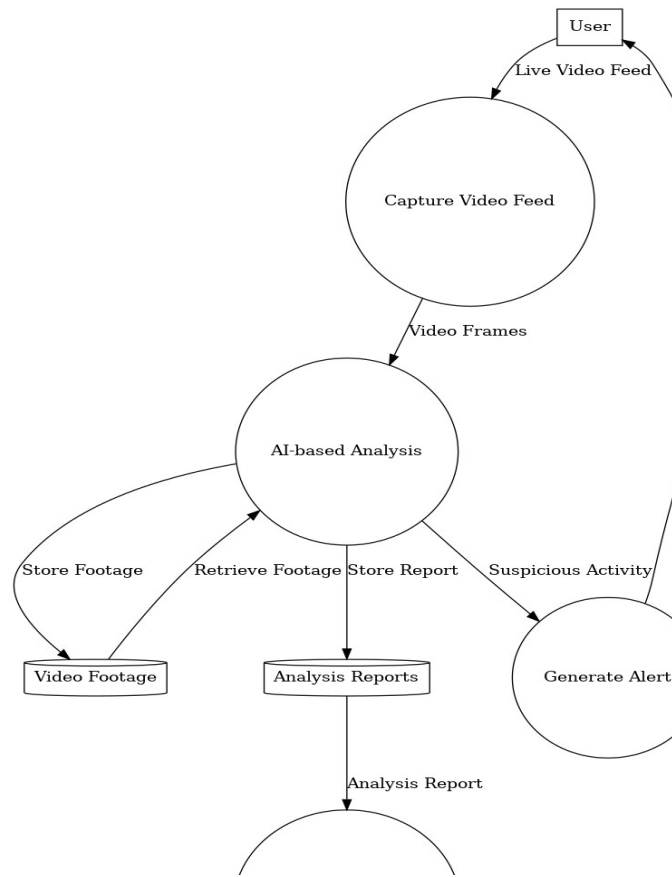 User
Live Video Feed
Capture Video Feed
Video Frames
AI-based Analysis
Store Footage
Retrieve Footage
Store Report
Suspicious Activity
Video Footage
Analysis Reports
Generate Alert
Analysis Report